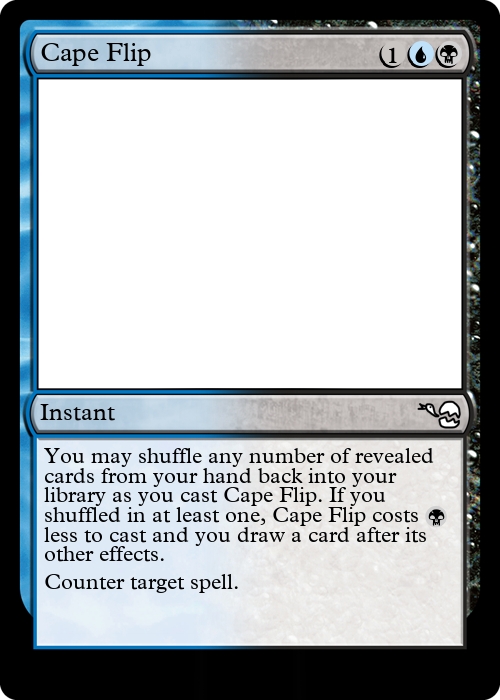 Cape Flip 1
Instant
You may shuffle any number of revealed
cards from your hand back into your
library as you cast Cape Flip. If you
shuffled in at least one, Cape Flip costs
less to cast and you draw a card after its
other effects.
Counter target spell.